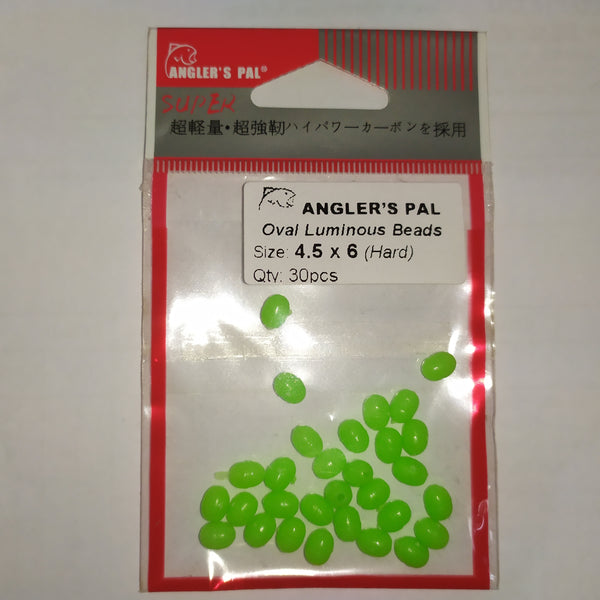 ANGLER'S PAL®
SUPER
超軽量・超強靭ハイパワーカーボンを採用
ANGLER'S PAL
Oval Luminous Beads
Size: 4.5 x 6 (Hard)
Qty: 30pcs